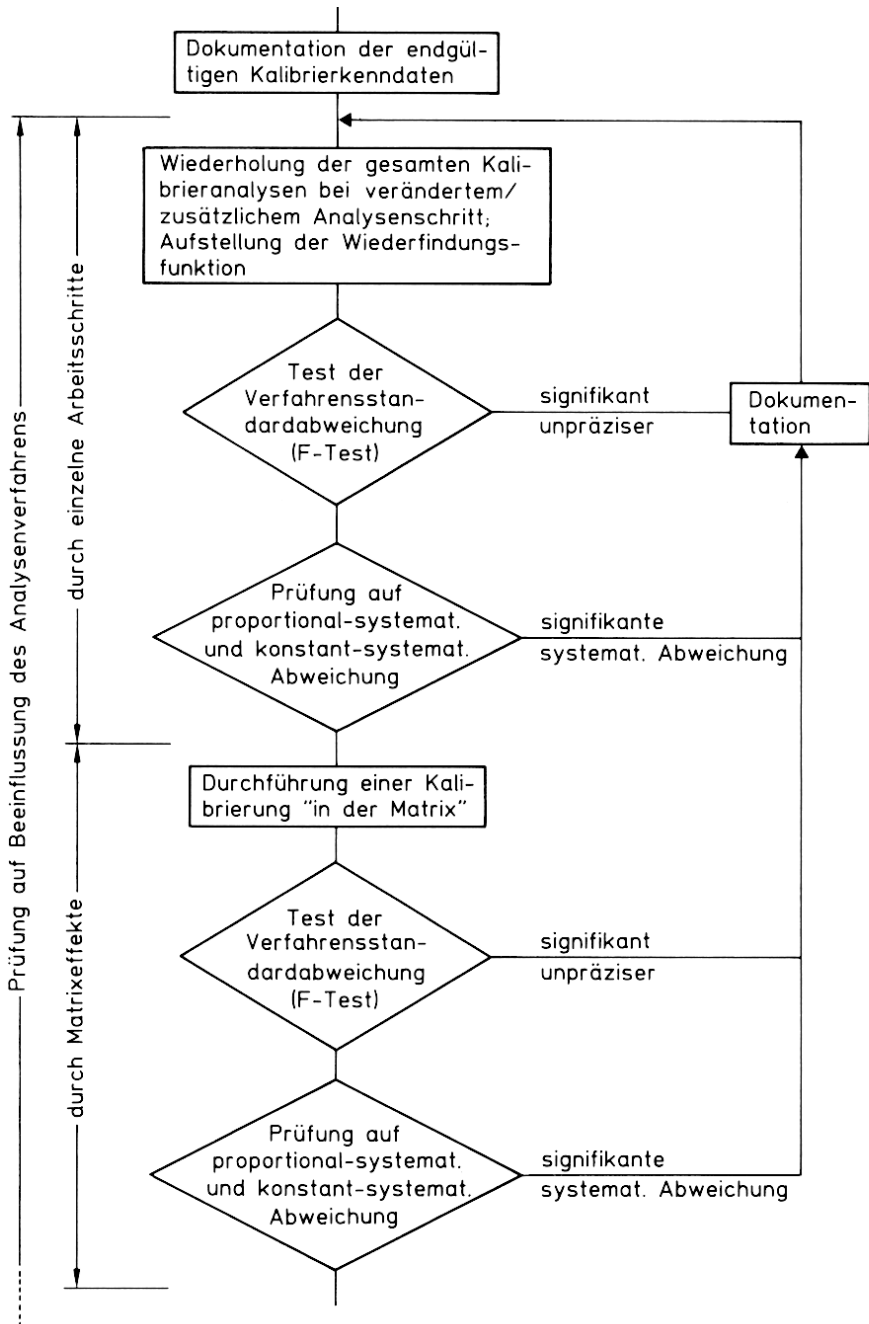 Dokumentation der endgül-
tigen Kalibrierkenndaten
Wiederholung der gesamten Kali-
brieranalysen bei verändertem/
zusätzlichem Analysenschritt;
Aufstellung der Wiederfindungs-
funktion
Test der
Verfahrensstan-
dardabweichung
(F-Test)
signifikant
unpräziser
Dokumen-
tation
Prüfung auf
proportional-systemat.
und konstant-systemat.
Abweichung
signifikante
systemat. Abweichung
Durchführung einer Kali-
brierung "in der Matrix"
Test der
Verfahrensstan-
dardabweichung
(F-Test)
signifikant
unpräziser
Prüfung auf
proportional-systemat.
und konstant-systemat.
Abweichung
signifikante
systemat. Abweichung
Prüfung auf Beeinflussung des Analysenverfahrens
durch einzelne Arbeitsschritte
durch Matrixeffekte